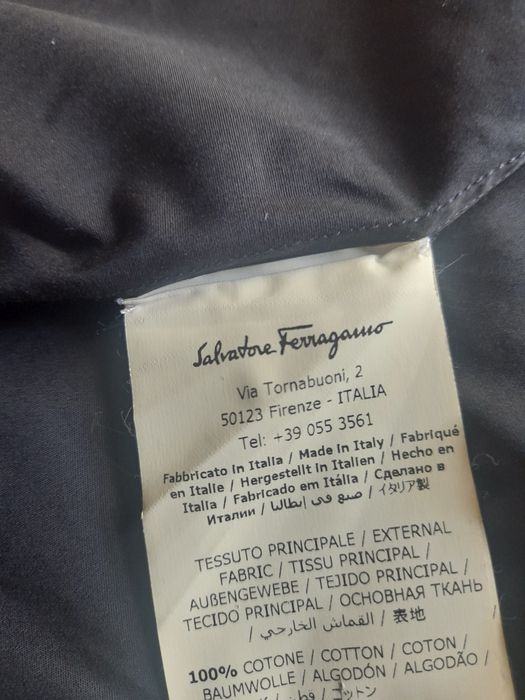 Salvatore Ferragamo
Via Tornabuoni, 2
50123 Firenze - ITALIA
Tel: +39 055 3561
Fabbricato in Italia / Made in Italy / Fabriqué
en Italie / Hergestellt in Italien / Hecho en
Italia / Fabricado em Itália / Сделано в
Италии / صنع في إيطاليا / イタリア製
TESSUTO PRINCIPALE / EXTERNAL
FABRIC / TISSU PRINCIPAL /
AUßENGEWEBE / TEJIDO PRINCIPAL /
TECIDO PRINCIPAL / ОСНОВНАЯ ТКАНЬ
/ القماش الخارجي / 表地
100% COTONE / COTTON / COTON /
BAUMWOLLE / ALGODÓN / ALGODÃO /